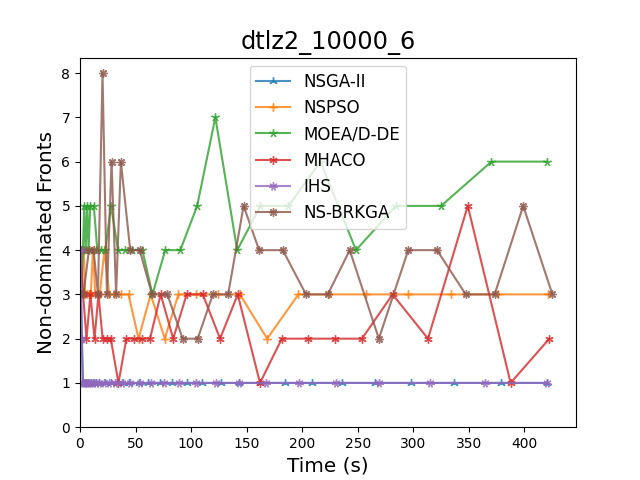 dtlz2_10000_6
Non-dominated Fronts
8
7
6
5
4
3
2
1
0
NSGA-II
NSPSO
MOEA/D-DE
MHACO
IHS
NS-BRKGA
0 50 100 150 200 250 300 350 400
Time (s)